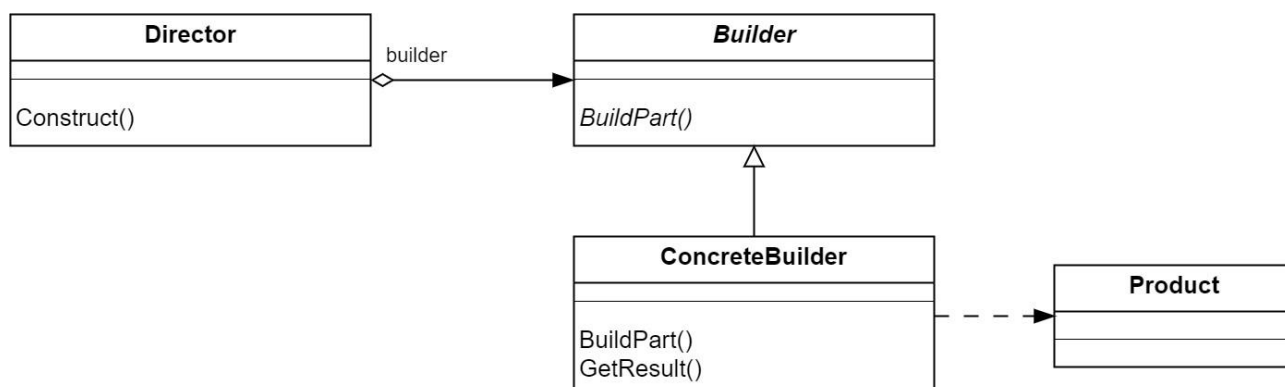 Director
builder
Builder
Construct()
BuildPart()
ConcreteBuilder
Product
BuildPart()
GetResult()